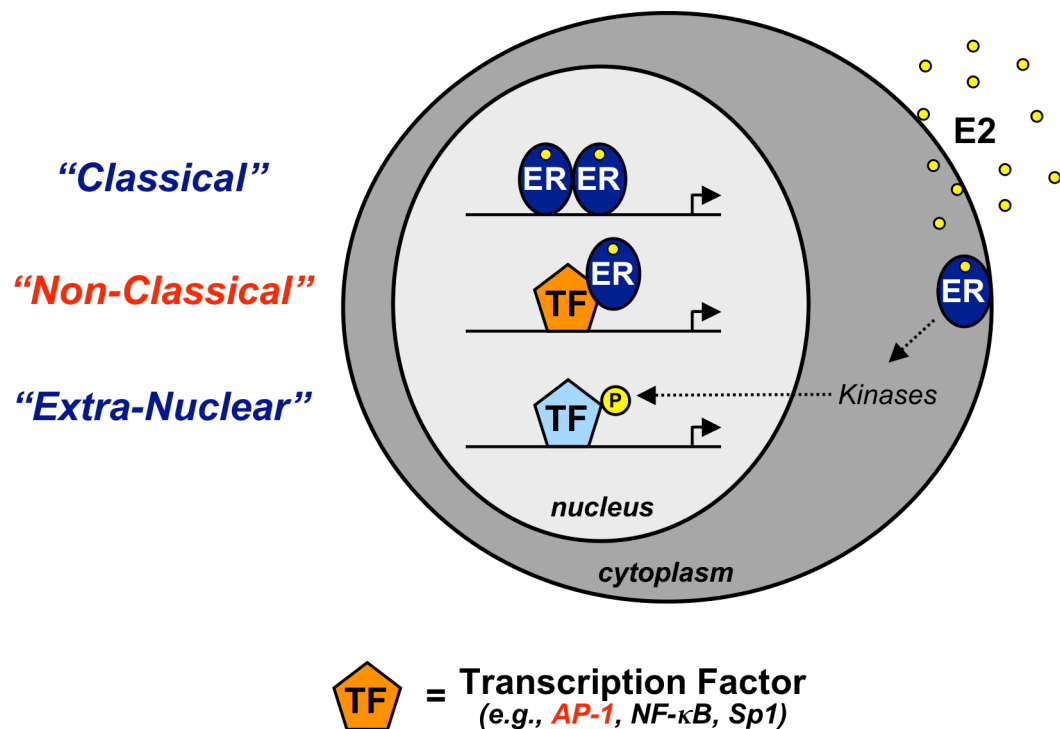 E2
“Classical”
ER ER
“Non-Classical”
ER
TF
ER
“Extra-Nuclear”
TF P
Kinases
nucleus
cytoplasm
TF = Transcription Factor
(e.g., AP-1, NF-κB, Sp1)